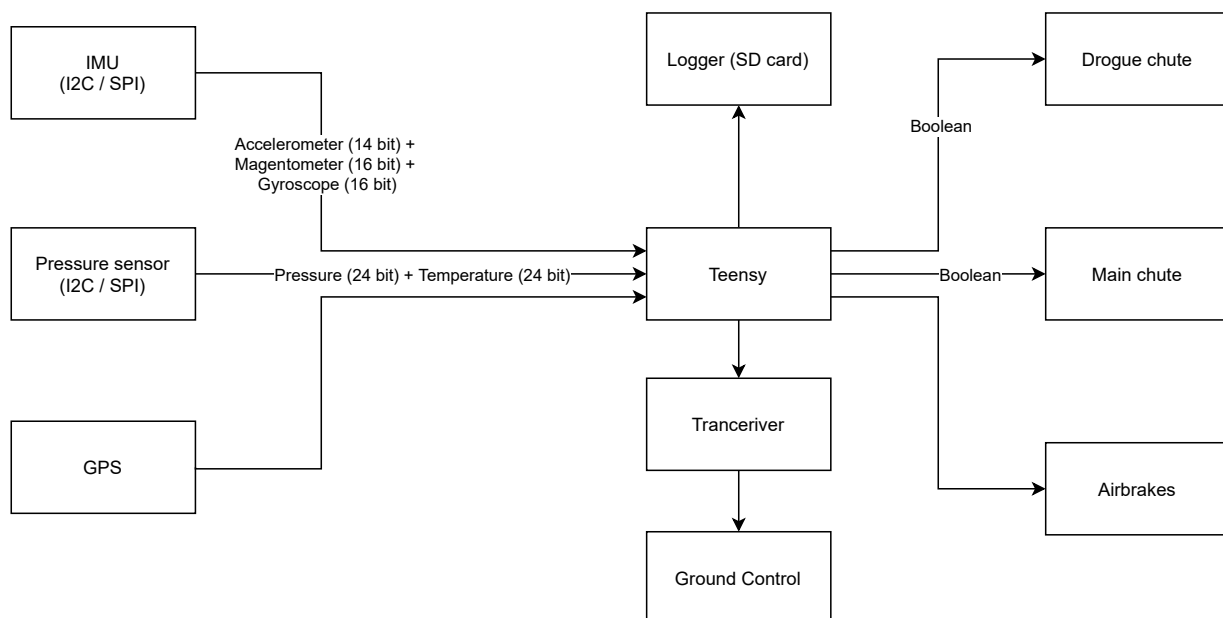 IMU
(I2C / SPI)
Logger (SD card)
Drogue chute
Boolean
Accelerometer (14 bit) +
Magentometer (16 bit) +
Gyroscope (16 bit)
Pressure sensor
(I2C / SPI)
Pressure (24 bit) + Temperature (24 bit)
Teensy
Boolean
Main chute
Tranceriver
GPS
Airbrakes
Ground Control